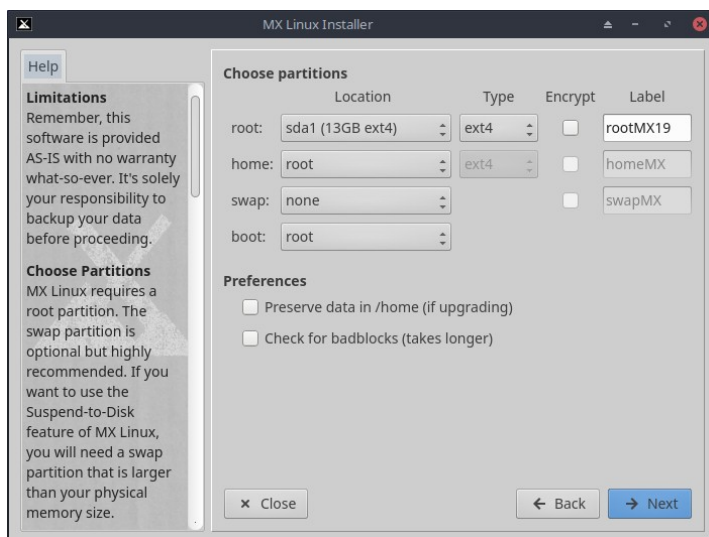 MX Linux Installer
Help
Limitations
Remember, this
software is provided
AS-IS with no warranty
what-so-ever. It's solely
your responsibility to
backup your data
before proceeding.
Choose Partitions
MX Linux requires a
root partition. The
swap partition is
optional but highly
recommended. If you
want to use the
Suspend-to-Disk
feature of MX Linux,
you will need a swap
partition that is larger
than your physical
memory size.
Choose partitions
Location Type Encrypt Label
root: sda1 (13GB ext4) ext4 rootMX19
home: root ext4 homeMX
swap: none swapMX
boot: root
Preferences
Preserve data in /home (if upgrading)
Check for badblocks (takes longer)
Close Back Next